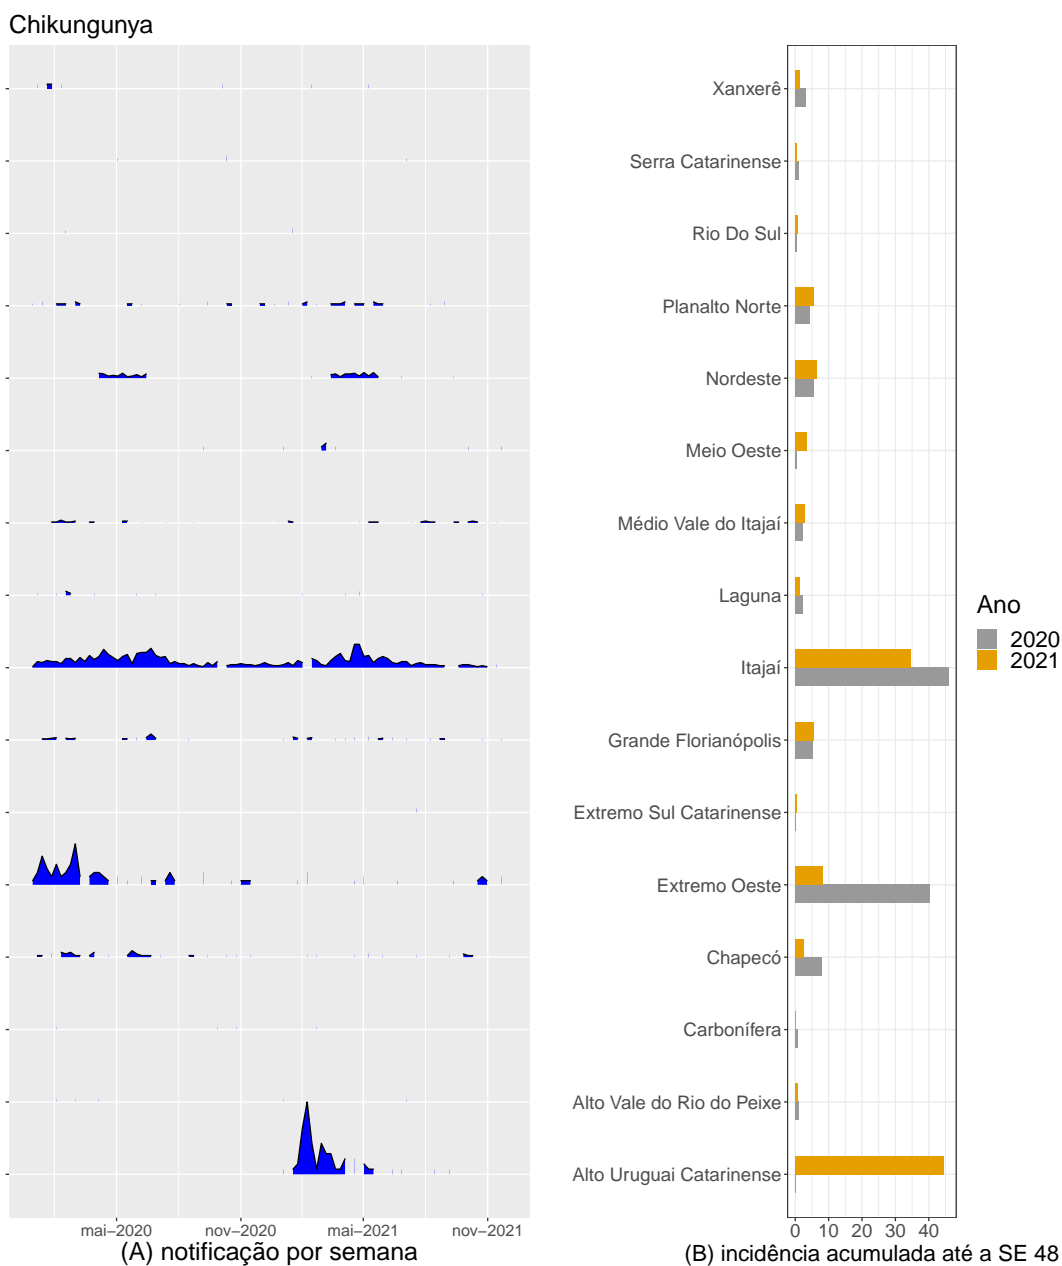 Chikungunya
Xanxerê
Serra Catarinense
Rio Do Sul
Planalto Norte
Nordeste
Meio Oeste
Médio Vale do Itajaí
Laguna
Itajaí
Grande Florianópolis
Extremo Sul Catarinense
Extremo Oeste
Chapecó
Carbonífera
Alto Vale do Rio do Peixe
Alto Uruguai Catarinense
Ano
2020
2021
mai–2020 nov–2020 mai–2021 nov–2021
(A) notificação por semana
0 10 20 30 40
(B) incidência acumulada até a SE 48